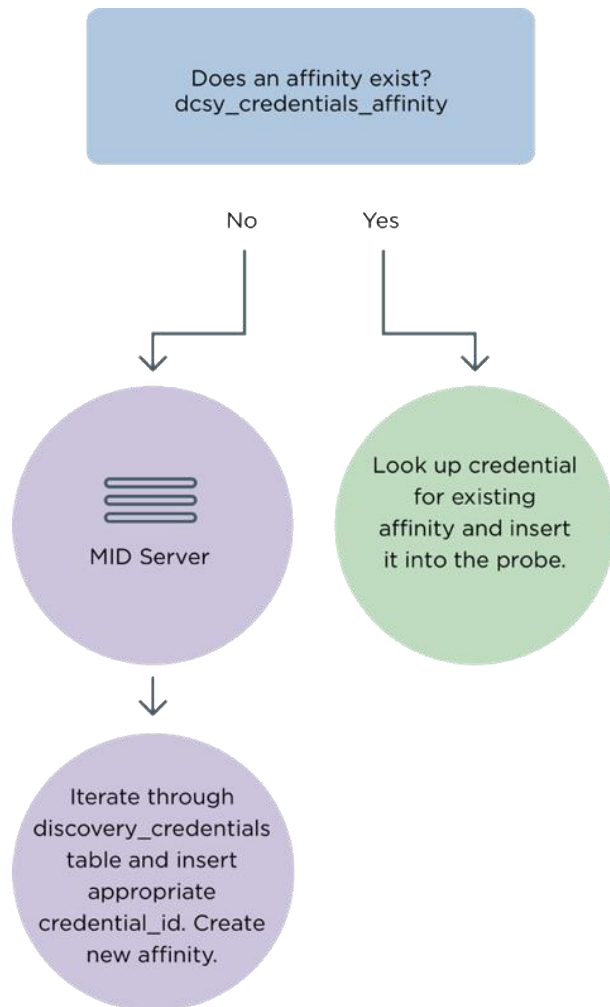 Does an affinity exist?
dcsy_credentials_affinity
No
Yes
MID Server
Look up credential
for existing
affinity and insert
it into the probe.
Iterate through
discovery_credentials
table and insert
appropriate
credential_id. Create
new affinity.